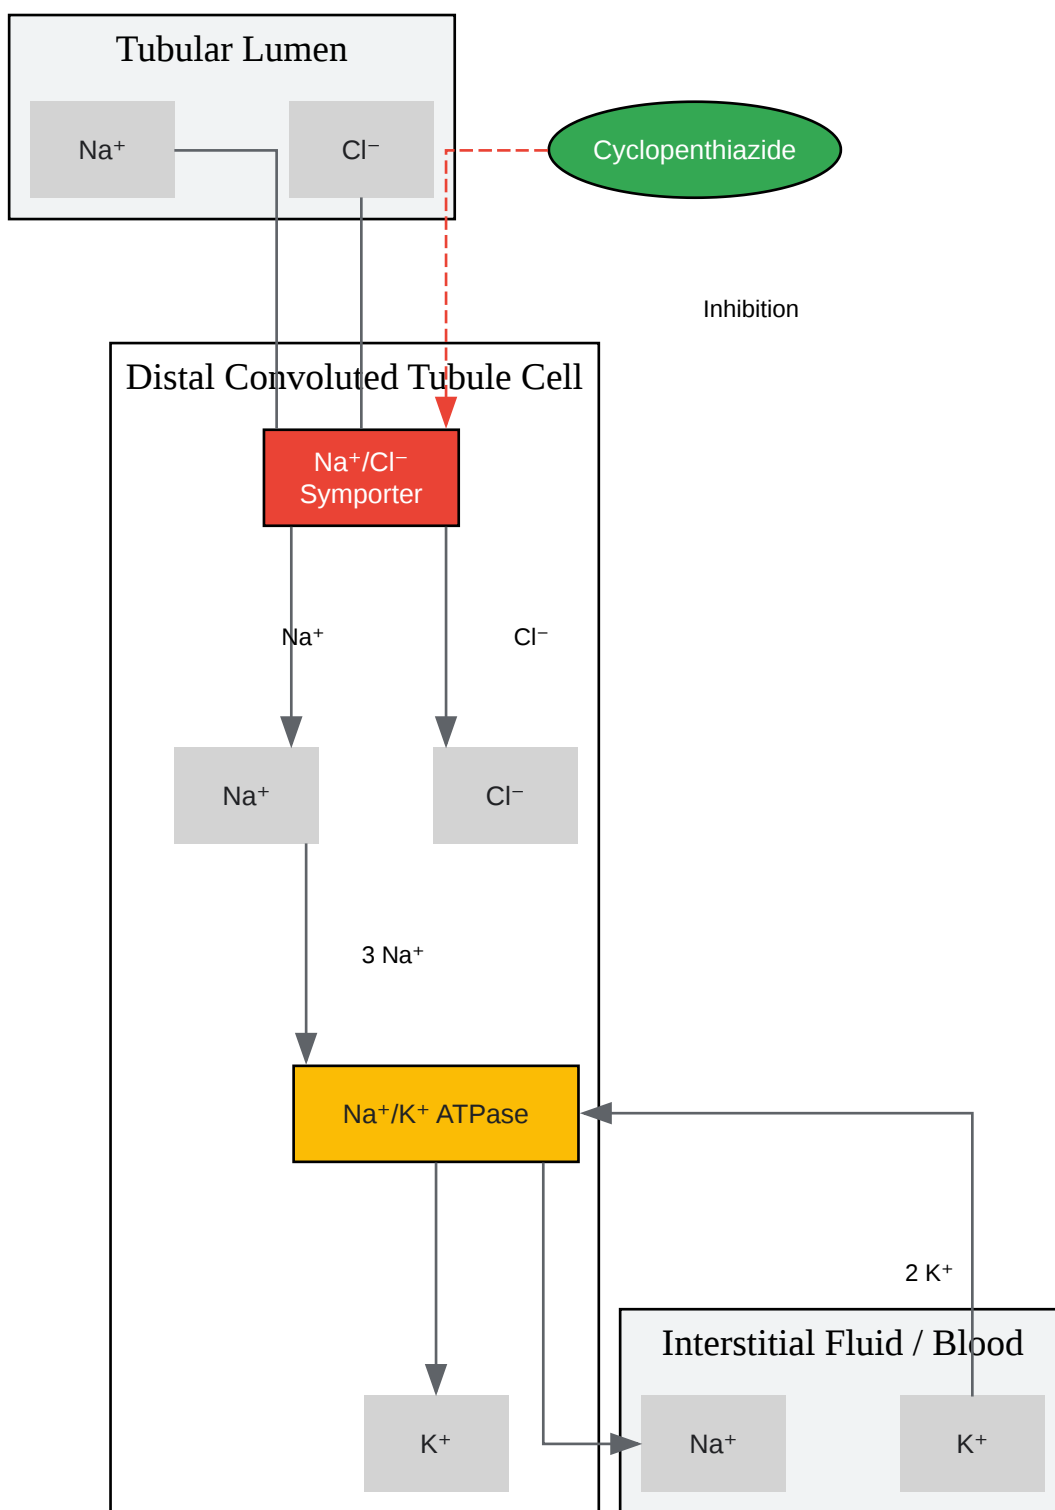 Tubular Lumen
Na⁺
Cl⁻
Cyclopenthiazide
Inhibition
Distal Convoluted Tubule Cell
Na⁺/Cl⁻
Symporter
Na⁺
Cl⁻
Na⁺
Cl⁻
3 Na⁺
Na⁺/K⁺ ATPase
2 K⁺
Interstitial Fluid / Blood
K⁺
Na⁺
K⁺